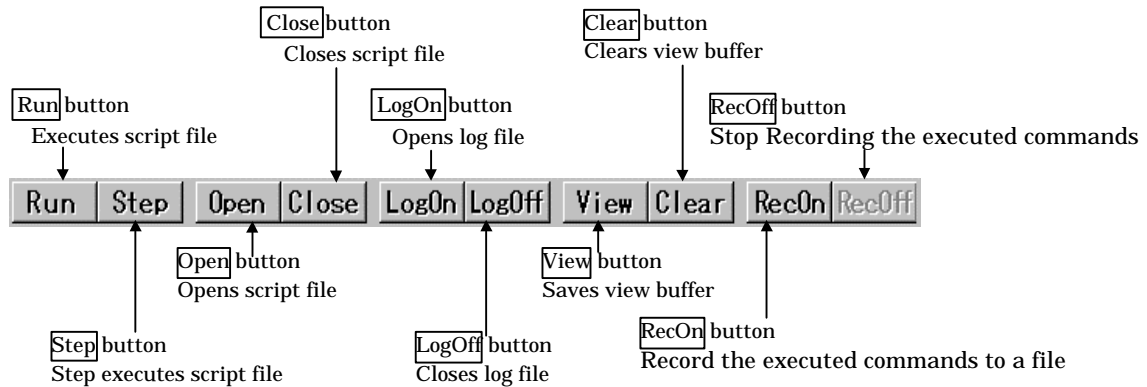 Close button
Closes script file
Clear button
Clears view buffer
Run button
Executes script file
LogOn button
Opens log file
RecOff button
Stop Recording the executed commands
Run Step Open Close LogOn LogOff View Clear RecOn RecOff
Open button
Opens script file
View button
Saves view buffer
Step button
Step executes script file
LogOff button
Closes log file
RecOn button
Record the executed commands to a file